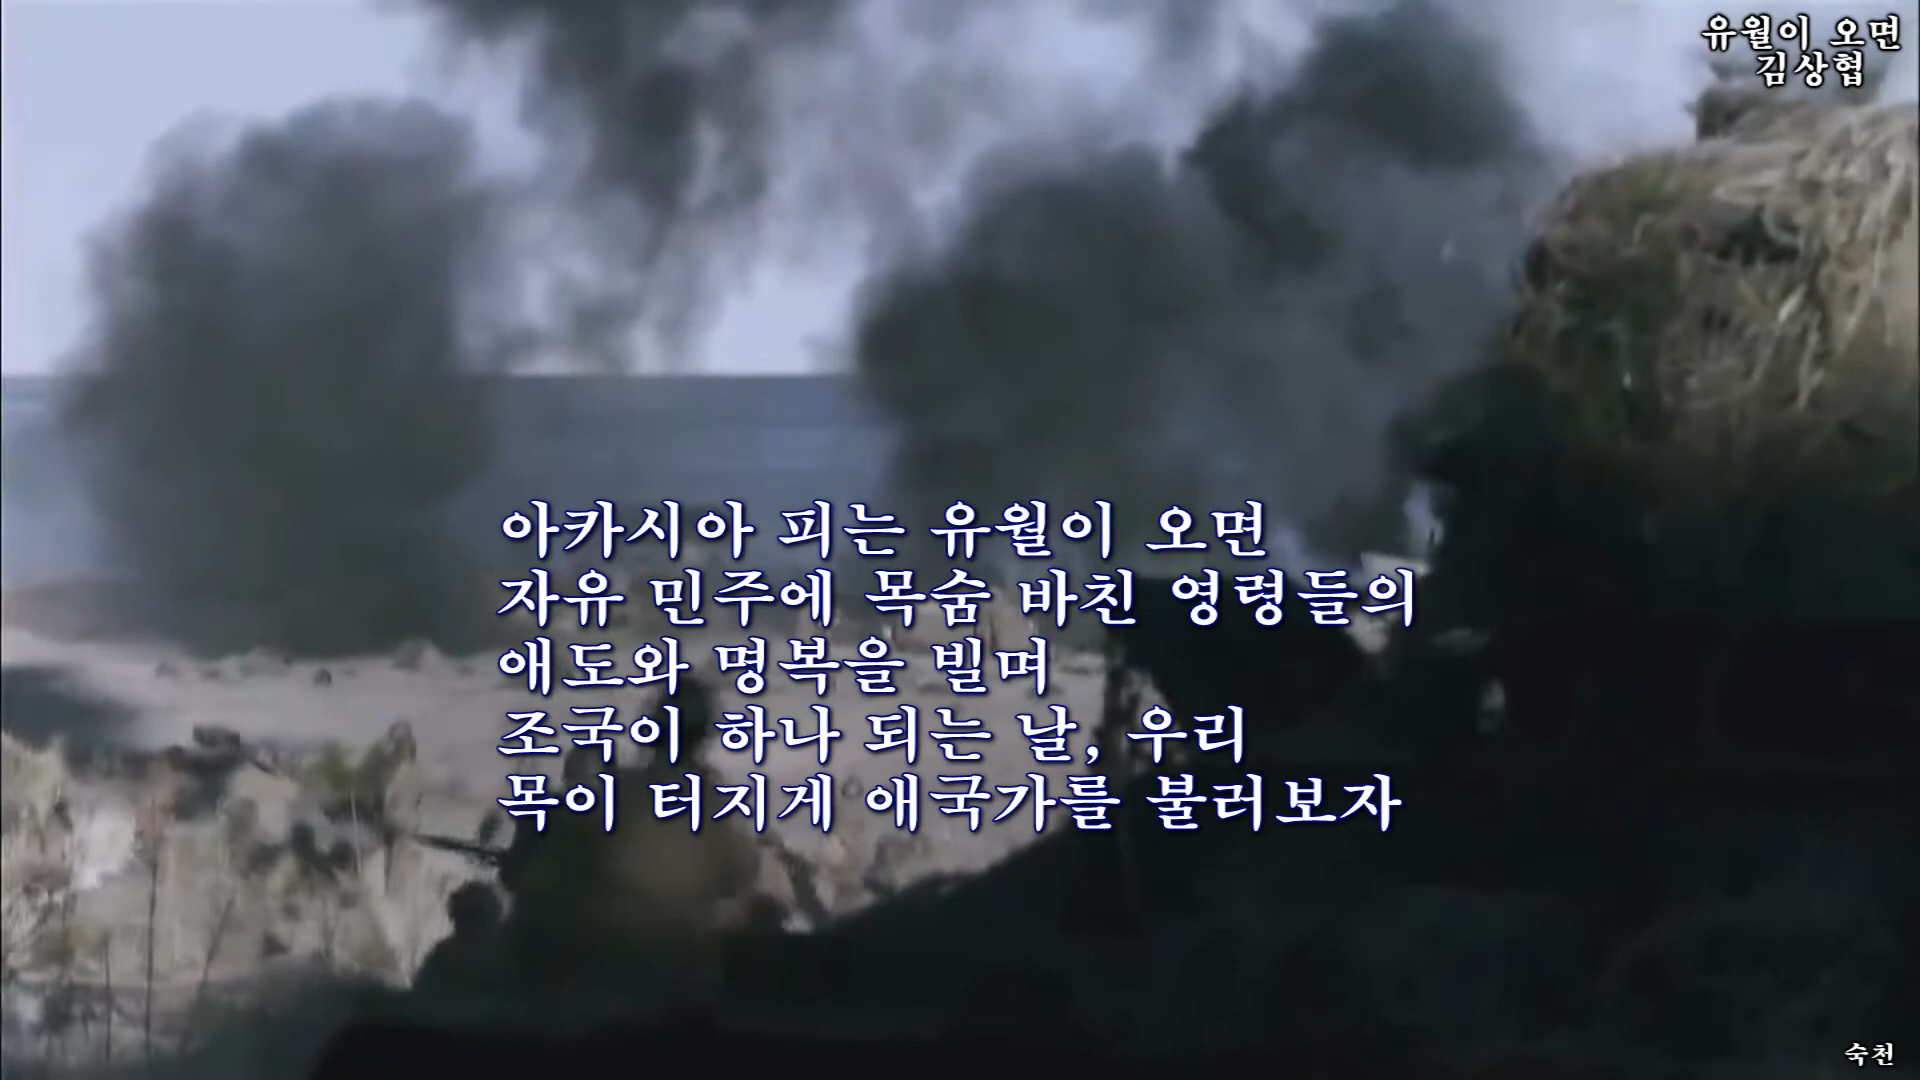 유월이 오면
김상협
아카시아 피는 유월이 오면
자유 민주에 목숨 바친 영령들의
애도와 명복을 빌며
조국이 하나 되는 날, 우리
목이 터지게 애국가를 불러보자
숙천